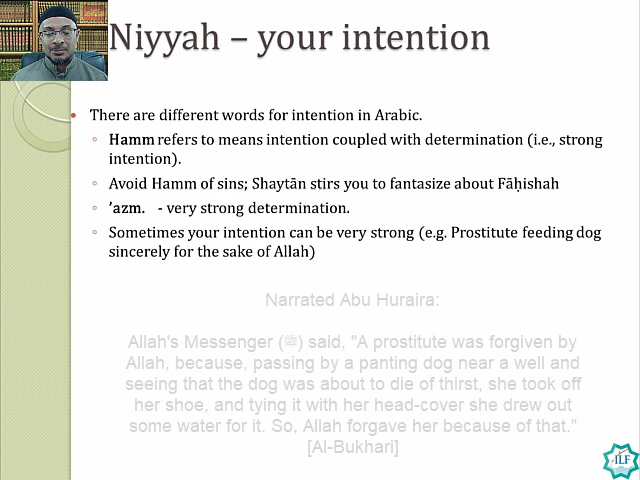 Niyyah – your intention
There are different words for intention in Arabic.
Hamm refers to means intention coupled with determination (i.e., strong
intention).
Avoid Hamm of sins; Shaytān stirs you to fantasize about Fāḥishah
’azm. - very strong determination.
Sometimes your intention can be very strong (e.g. Prostitute feeding dog
sincerely for the sake of Allah)
Narrated Abu Huraira:
Allah's Messenger (ﷺ) said, "A prostitute was forgiven by
Allah, because, passing by a panting dog near a well and
seeing that the dog was about to die of thirst, she took off
her shoe, and tying it with her head-cover she drew out
some water for it. So, Allah forgave her because of that."
[Al-Bukhari]
ILF